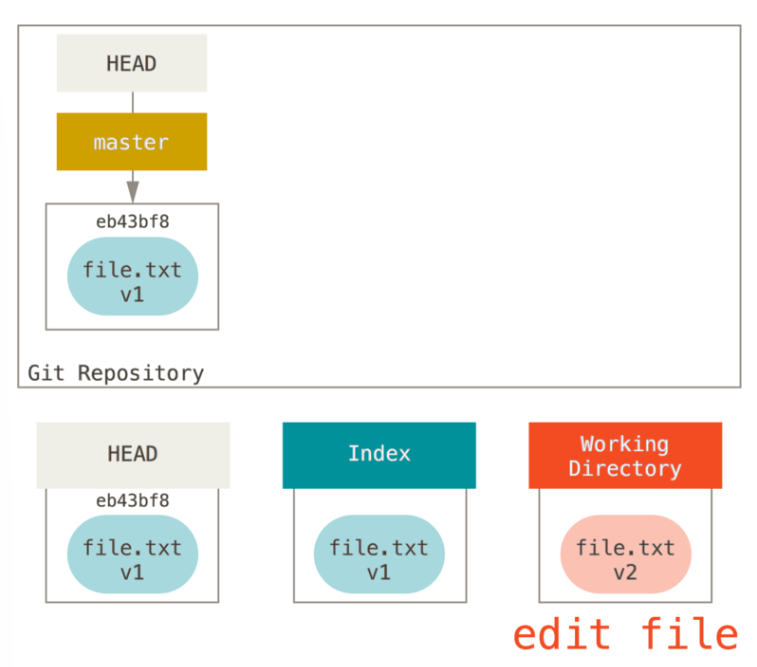 HEAD
master
eb43bf8
file.txt
v1
Git Repository
HEAD
Index
Working
Directory
eb43bf8
file.txt
v1
file.txt
v1
file.txt
v2
edit file